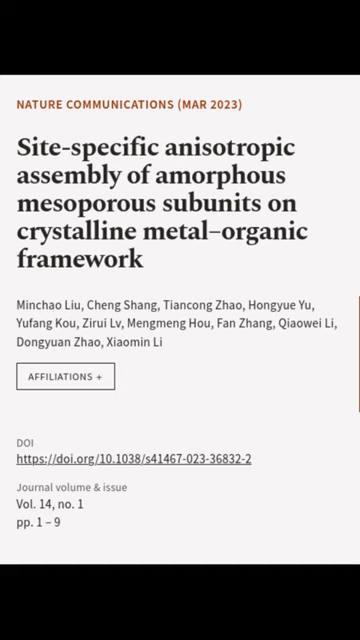 NATURE COMMUNICATIONS (MAR 2023)
Site-specific anisotropic
assembly of amorphous
mesoporous subunits on
crystalline metal–organic
framework
Minchao Liu, Cheng Shang, Tiancong Zhao, Hongyue Yu,
Yufang Kou, Zirui Lv, Mengmeng Hou, Fan Zhang, Qiaowei Li,
Dongyuan Zhao, Xiaomin Li
AFFILIATIONS +
DOI
https://doi.org/10.1038/s41467-023-36832-2
Journal volume & issue
Vol. 14, no. 1
pp. 1 – 9